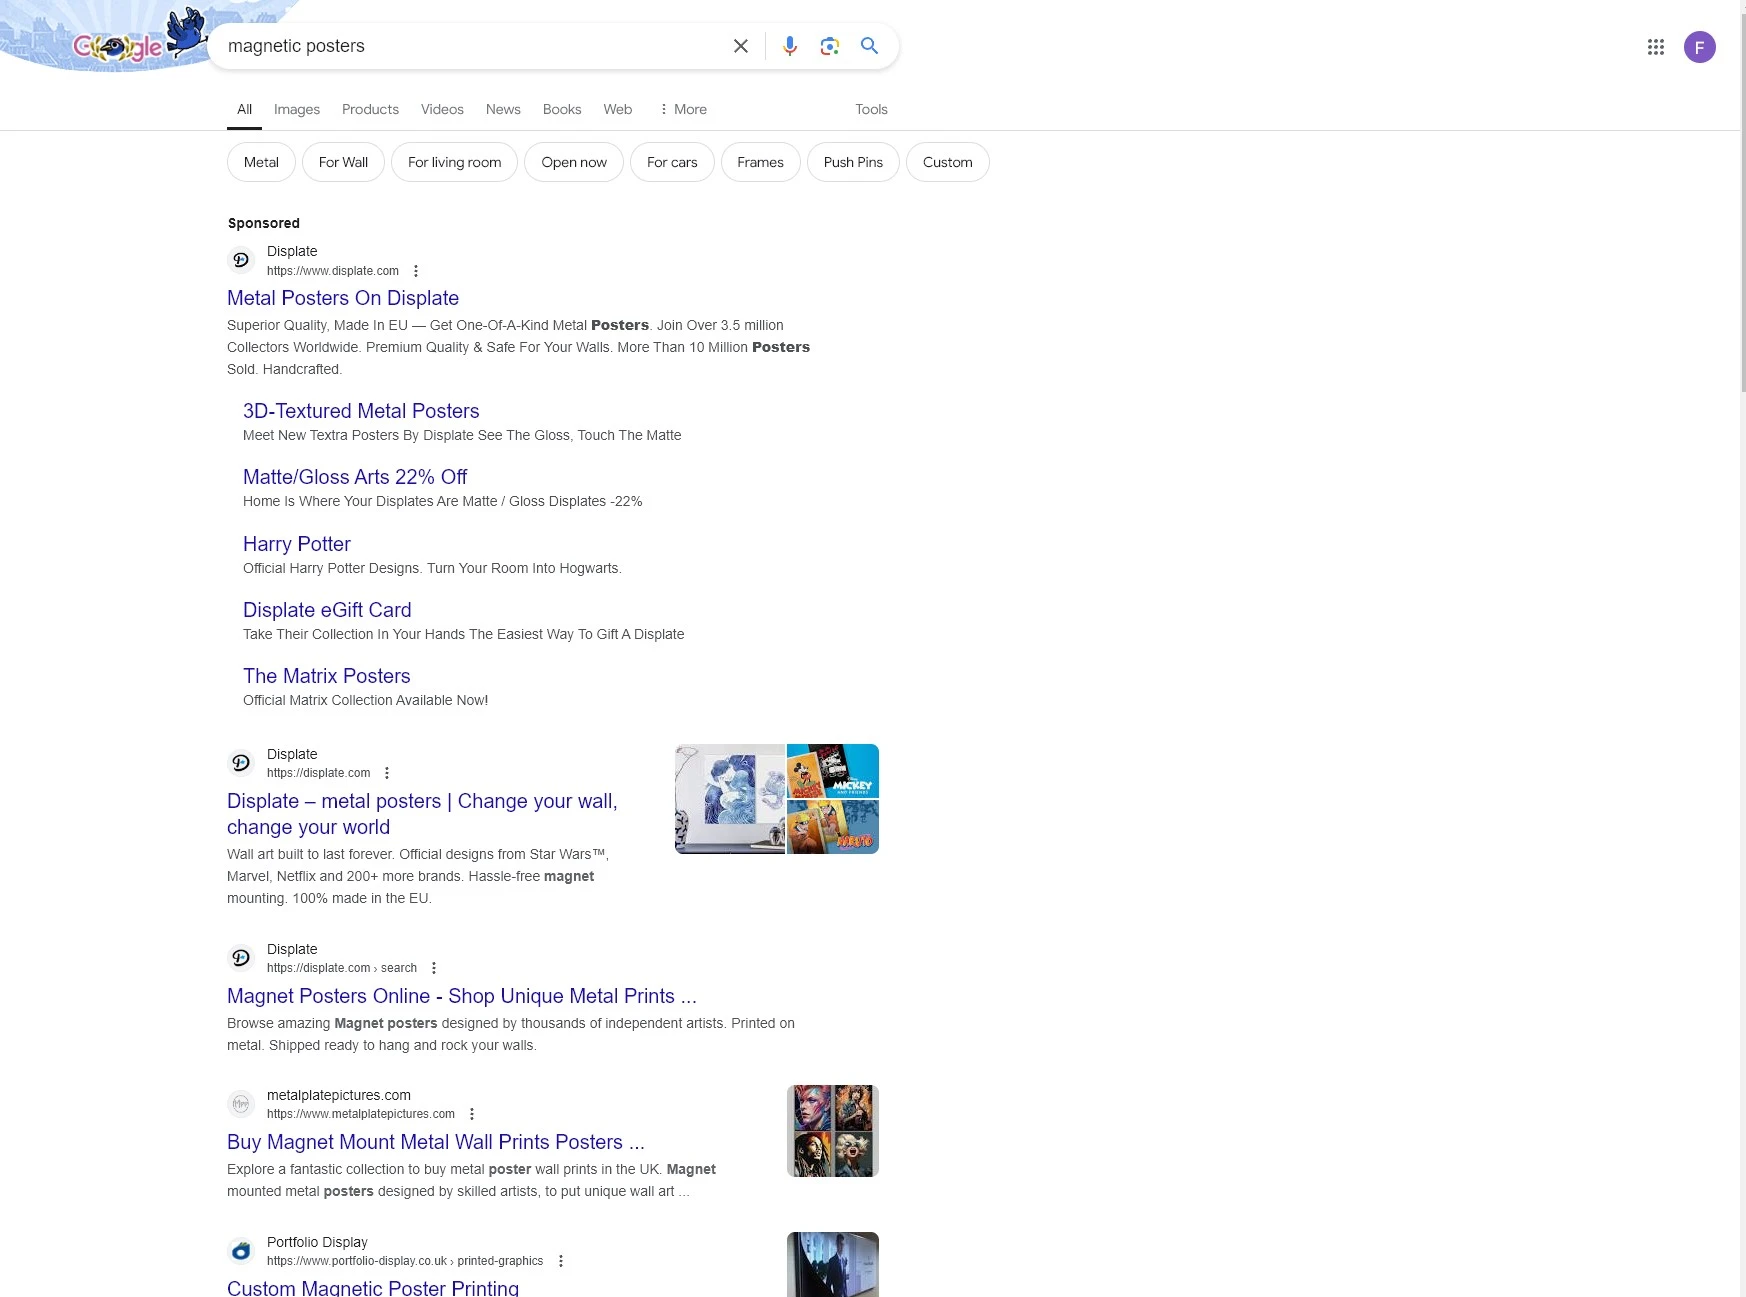 Google
magnetic posters
F
All Images Products Videos News Books Web More Tools
Metal For Wall For living room Open now For cars Frames Push Pins Custom
Sponsored
Displate
https://www.displate.com
Metal Posters On Displate
Superior Quality, Made In EU — Get One-Of-A-Kind Metal Posters. Join Over 3.5 million
Collectors Worldwide. Premium Quality & Safe For Your Walls. More Than 10 Million Posters
Sold. Handcrafted.
3D-Textured Metal Posters
Meet New Textra Posters By Displate See The Gloss, Touch The Matte
Matte/Gloss Arts 22% Off
Home Is Where Your Displates Are Matte / Gloss Displates -22%
Harry Potter
Official Harry Potter Designs. Turn Your Room Into Hogwarts.
Displate eGift Card
Take Their Collection In Your Hands The Easiest Way To Gift A Displate
The Matrix Posters
Official Matrix Collection Available Now!
Displate
https://displate.com
Displate – metal posters | Change your wall,
change your world
Wall art built to last forever. Official designs from Star Wars™,
Marvel, Netflix and 200+ more brands. Hassle-free magnet
mounting. 100% made in the EU.
MICKEY
AND FRIENDS
NARUTO
Displate
https://displate.com › search
Magnet Posters Online - Shop Unique Metal Prints ...
Browse amazing Magnet posters designed by thousands of independent artists. Printed on
metal. Shipped ready to hang and rock your walls.
metalplatepictures.com
https://www.metalplatepictures.com
Buy Magnet Mount Metal Wall Prints Posters ...
Explore a fantastic collection to buy metal poster wall prints in the UK. Magnet
mounted metal posters designed by skilled artists, to put unique wall art ...
Portfolio Display
https://www.portfolio-display.co.uk › printed-graphics
Custom Magnetic Poster Printing